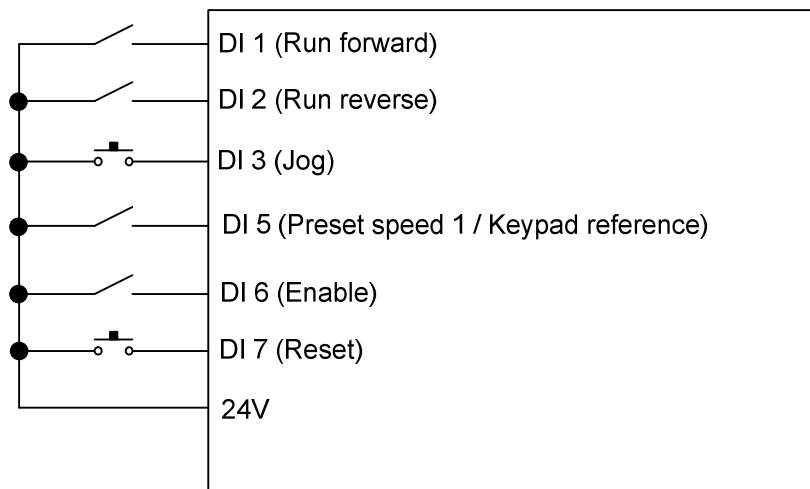 DI 1 (Run forward)
DI 2 (Run reverse)
DI 3 (Jog)
DI 5 (Preset speed 1 / Keypad reference)
DI 6 (Enable)
DI 7 (Reset)
24V